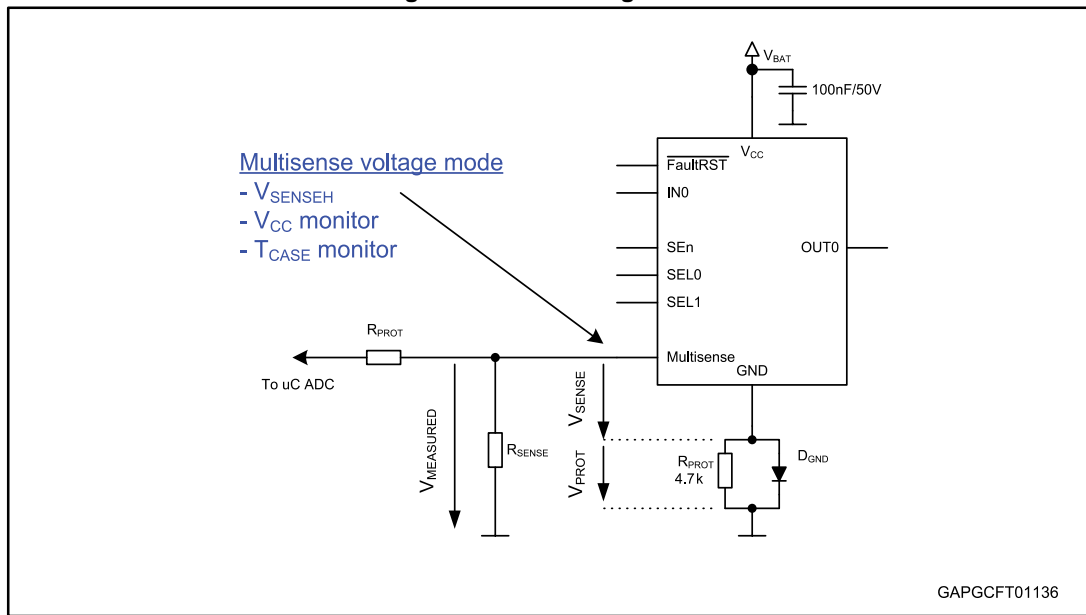 V_BAT
100nF/50V
V_CC
Multisense voltage mode
- V_SENSEH
- V_CC monitor
- T_CASE monitor
FaultRST
IN0
SEn
SEL0
SEL1
OUT0
Multisense
GND
R_PROT
To uC ADC
V_MEASURED
R_SENSE
V_SENSE
V_PROT
R_PROT
4.7k
D_GND
GAPGCFT01136